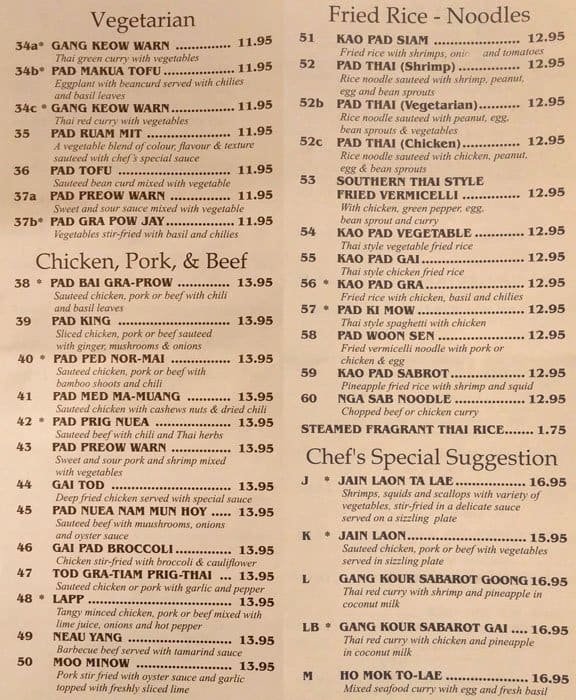 Vegetarian
34a* GANG KEOW WARN .............. 11.95
Thai green curry with vegetables
34b* PAD MAKUA TOFU ................ 11.95
Eggplant with beancurd served with chilies
and basil leaves
34c * GANG KEOW WARN .............. 11.95
Thai red curry with vegetables
35 PAD RUAM MIT .................... 11.95
A vegetable blend of colour, flavour & texture
sauteed with chef's special sauce
36 PAD TOFU .......................... 11.95
Sauteed bean curd mixed with vegetable
37a PAD PREOW WARN .............. 11.95
Sweet and sour sauce mixed with vegetable
37b* PAD GRA POW JAY............... 11.95
Vegetables stir-fried with basil and chilies
Chicken, Pork, & Beef
38 * PAD BAI GRA-PROW .............. 13.95
Sauteed chicken, pork or beef with chili
and basil leaves
39 PAD KING .......................... 13.95
Sliced chicken, pork or beef sauteed
with ginger, mushrooms & onions
40 * PAD PED NOR-MAI .............. 13.95
Sauteed chicken, pork or beef with
bamboo shoots and chili
41 PAD MED MA-MUANG ........... 13.95
Sauteed chicken with cashews nuts & dried chili
42 * PAD PRIG NUEA .................. 13.95
Sauteed beef with chili and Thai herbs
43 PAD PREOW WARN ............... 13.95
Sweet and sour pork and shrimp mixed
with vegetables
44 GAI TOD ............................ 13.95
Deep fried chicken served with special sauce
45 PAD NUEA NAM MUN HOY ..... 13.95
Sauteed beef with muushrooms, onions
and oyster sauce
46 GAI PAD BROCCOLI ............. 13.95
Chicken stir-fried with broccoli & cauliflower
47 TOD GRA-TIAM PRIG-THAI ... 13.95
Sauteed chicken or pork with garlic and pepper
48 * LAPP ................................. 13.95
Tangy minced chicken, pork or beef mixed with
lime juice, onions and hot pepper
49 NEAU YANG ........................ 13.95
Barbecue beef served with tamarind sauce
50 MOO MINOW ...................... 13.95
Pork stir fried with oyster sauce and garlic
topped with freshly sliced lime
Fried Rice - Noodles
51 KAO PAD SIAM .................. 12.95
Fried rice with shrimps, and tomatoes
52 PAD THAI (Shrimp) .............. 12.95
Rice noodle sauteed with shrimp, peanut,
egg and bean sprouts
52b PAD THAI (Vegetarian)......... 12.95
Rice noodle sauteed with peanut, egg,
bean sprouts & vegetables
52c PAD THAI (Chicken)............. 12.95
Rice noodle sauteed with chicken, peanut,
egg & bean sprouts
53 SOUTHERN THAI STYLE
FRIED VERMICELLI .............. 12.95
With chicken, green pepper, egg,
bean sprout and curry
54 KAO PAD VEGETABLE .......... 12.95
Thai style vegetable fried rice
55 KAO PAD GAI ..................... 12.95
Thai style chicken fried rice
56 * KAO PAD GRA .................... 12.95
Fried rice with chicken, basil and chilies
57 * PAD KI MOW ...................... 12.95
Thai style spaghetti with chicken
58 PAD WOON SEN ................. 12.95
Fried vermicelli noodle with pork or
chicken & egg
59 KAO PAD SABROT ............... 12.95
Pineapple fried rice with shrimp and squid
60 NGA SAB NOODLE ............... 12.95
Chopped beef or chicken curry
STEAMED FRAGRANT THAI RICE....... 1.75
Chef's Special Suggestion
J * JAIN LAON TA LAE .............. 16.95
Shrimps, squids and scallops with variety of
vegetables, stir-fried in a delicate sauce
served on a sizzling plate
K * JAIN LAON......................... 15.95
Sauteed chicken, pork or beef with vegetables
served in sizzling plate
L GANG KOUR SABAROT GOONG 16.95
Thai red curry with shrimp and pineapple in
coconut milk
LB * GANG KOUR SABAROT GAI .... 16.95
Thai red curry with chicken and pineapple
in coconut milk
M HO MOK TO-LAE ................. 16.95
Mixed seafood curry with egg and fresh basil